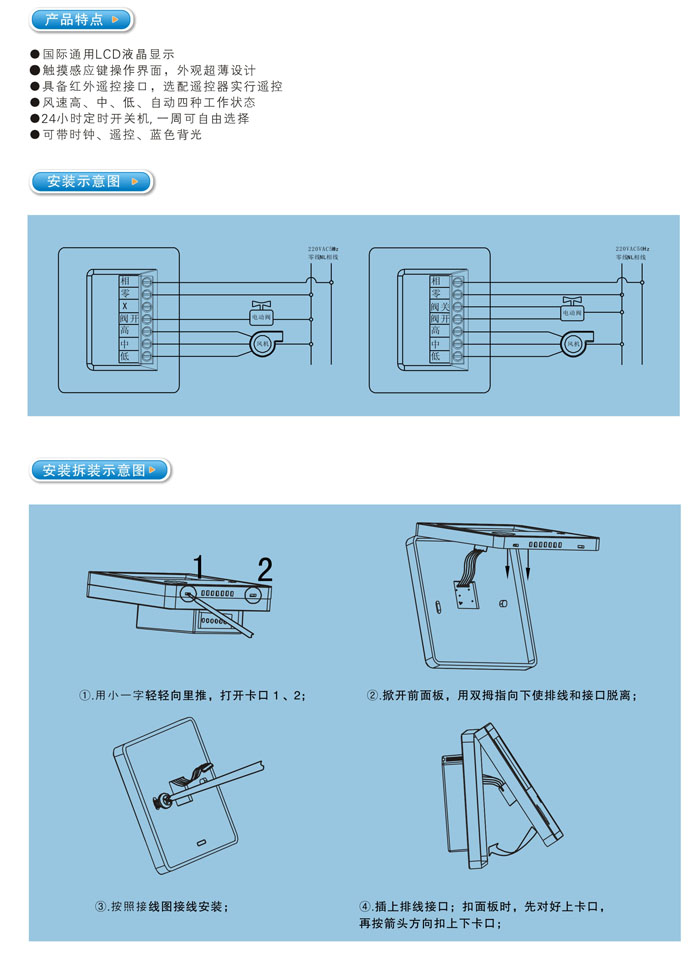 产品特点
●国际通用LCD液晶显示
●触摸感应键操作界面，外观超薄设计
●具备红外遥控接口，选配遥控器实行遥控
●风速高、中、低、自动四种工作状态
●24小时定时开关机, 一周可自由选择
●可带时钟、遥控、蓝色背光
安装示意图
220VAC50Hz
零线NL相线
相
零
X
阀开
高
中
低
电动阀
风机
220VAC50Hz
零线NL相线
相
零
阀关
阀开
高
中
低
电动阀
风机
安装拆装示意图
1 2
①.用小一字轻轻向里推，打开卡口 1 、2；
②.掀开前面板，用双拇指向下使排线和接口脱离；
③.按照接线图接线安装；
④.插上排线接口；扣面板时，先对好上卡口，
再按箭头方向扣上下卡口；